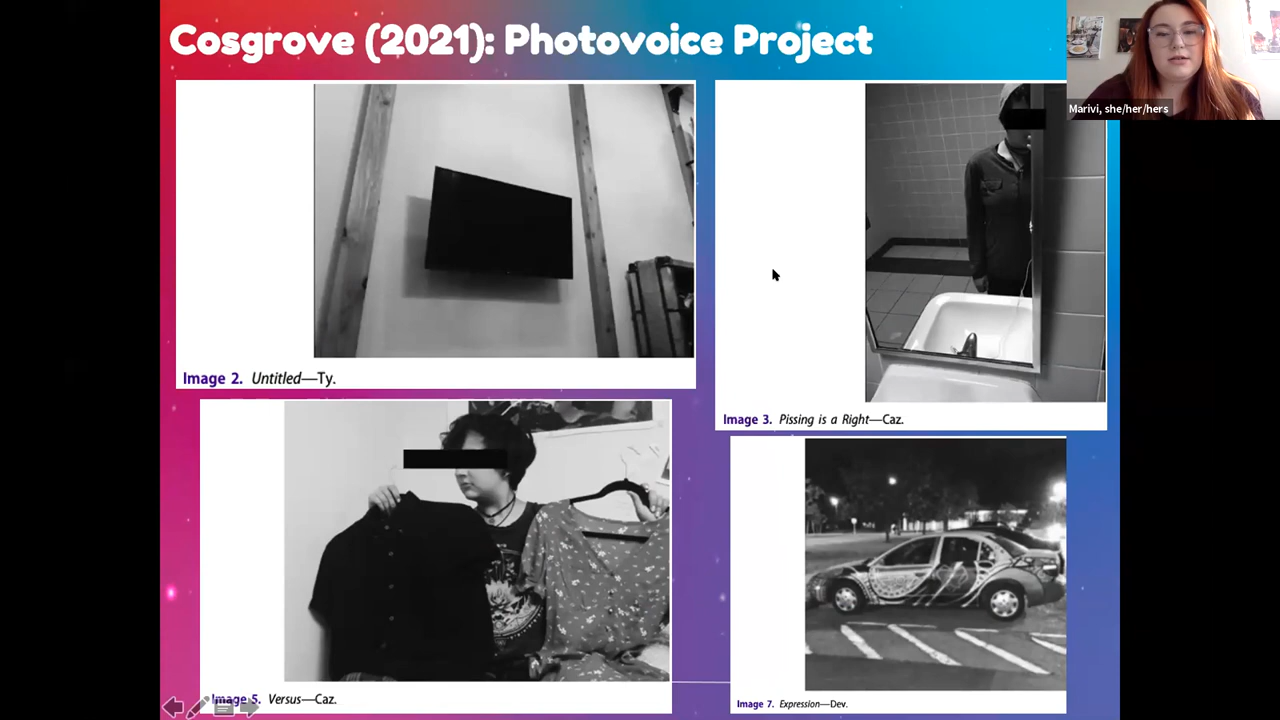 Cosgrove (2021): Photovoice Project
Marivi, she/her/hers
Image 2. Untitled—Ty.
Image 3. Pissing is a Right—Caz.
Image 5. Versus—Caz.
Image 7. Expression—Dev.